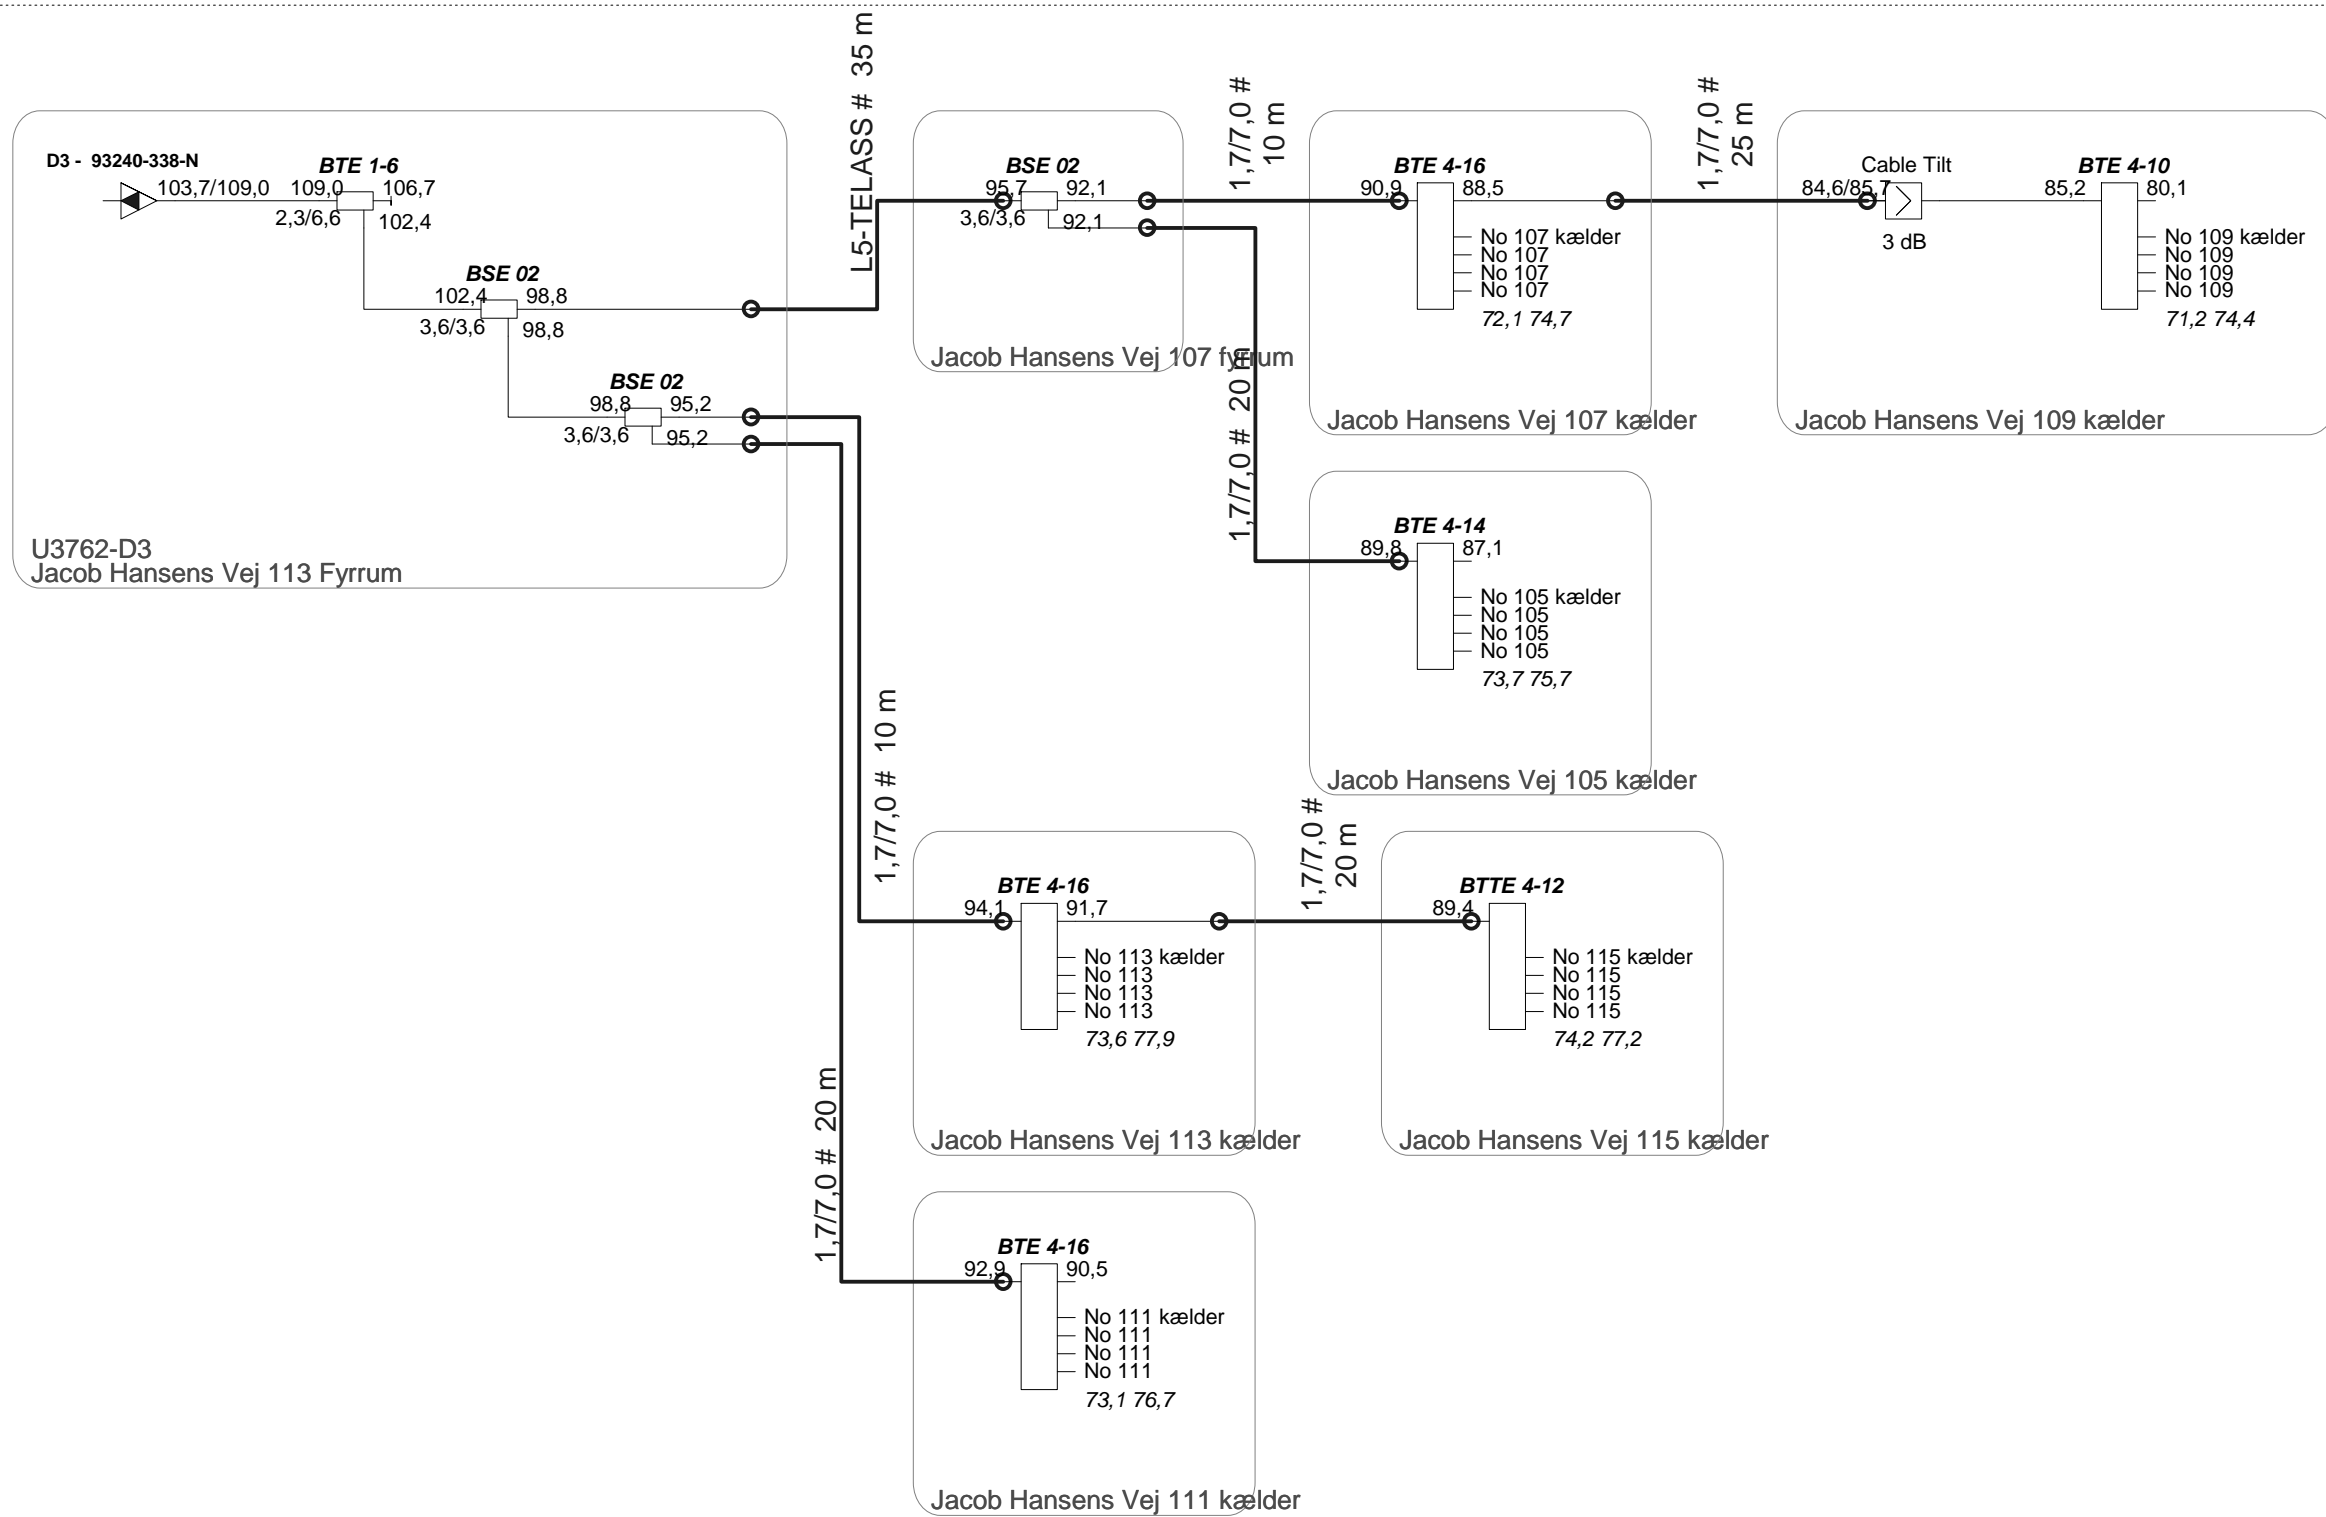 D3 - 93240-338-N
103,7/109,0
BTE 1-6
109,0
106,7
2,3/6,6
102,4
BSE 02
102,4
98,8
3,6/3,6
98,8
BSE 02
98,8
95,2
3,6/3,6
95,2
U3762-D3
Jacob Hansens Vej 113 Fyrrum
L5-TELASS # 35 m
BSE 02
95,7
92,1
3,6/3,6
92,1
Jacob Hansens Vej 107 fyrrum
1,7/7,0 #
10 m
BTE 4-16
90,9
88,5
No 107 kælder
No 107
No 107
No 107
72,1 74,7
Jacob Hansens Vej 107 kælder
1,7/7,0 #
25 m
Cable Tilt
84,6/85,7
3 dB
BTE 4-10
85,2
80,1
No 109 kælder
No 109
No 109
No 109
71,2 74,4
Jacob Hansens Vej 109 kælder
1,7/7,0 # 20 m
BTE 4-14
89,8
87,1
No 105 kælder
No 105
No 105
No 105
73,7 75,7
Jacob Hansens Vej 105 kælder
1,7/7,0 # 10 m
BTE 4-16
94,1
91,7
No 113 kælder
No 113
No 113
No 113
73,6 77,9
Jacob Hansens Vej 113 kælder
1,7/7,0 #
20 m
BTTE 4-12
89,4
No 115 kælder
No 115
No 115
No 115
74,2 77,2
Jacob Hansens Vej 115 kælder
1,7/7,0 # 20 m
BTE 4-16
92,9
90,5
No 111 kælder
No 111
No 111
No 111
73,1 76,7
Jacob Hansens Vej 111 kælder